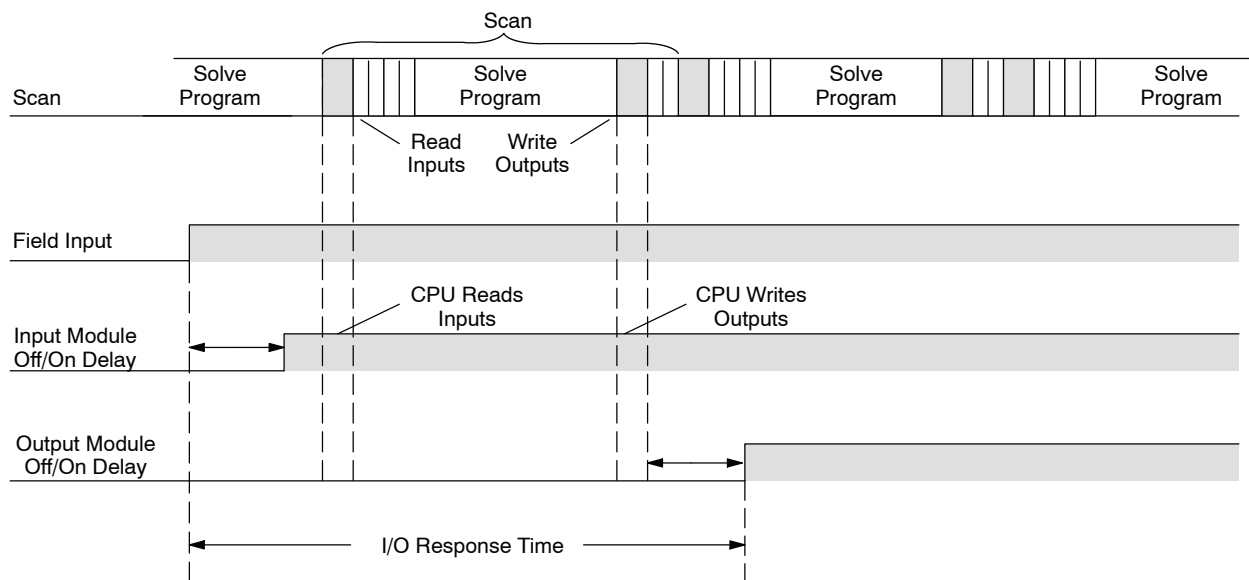 Scan
Scan
Solve
Program
Solve
Program
Solve
Program
Solve
Program
Read
Inputs
Write
Outputs
Field Input
CPU Reads
Inputs
CPU Writes
Outputs
Input Module
Off/On Delay
Output Module
Off/On Delay
I/O Response Time